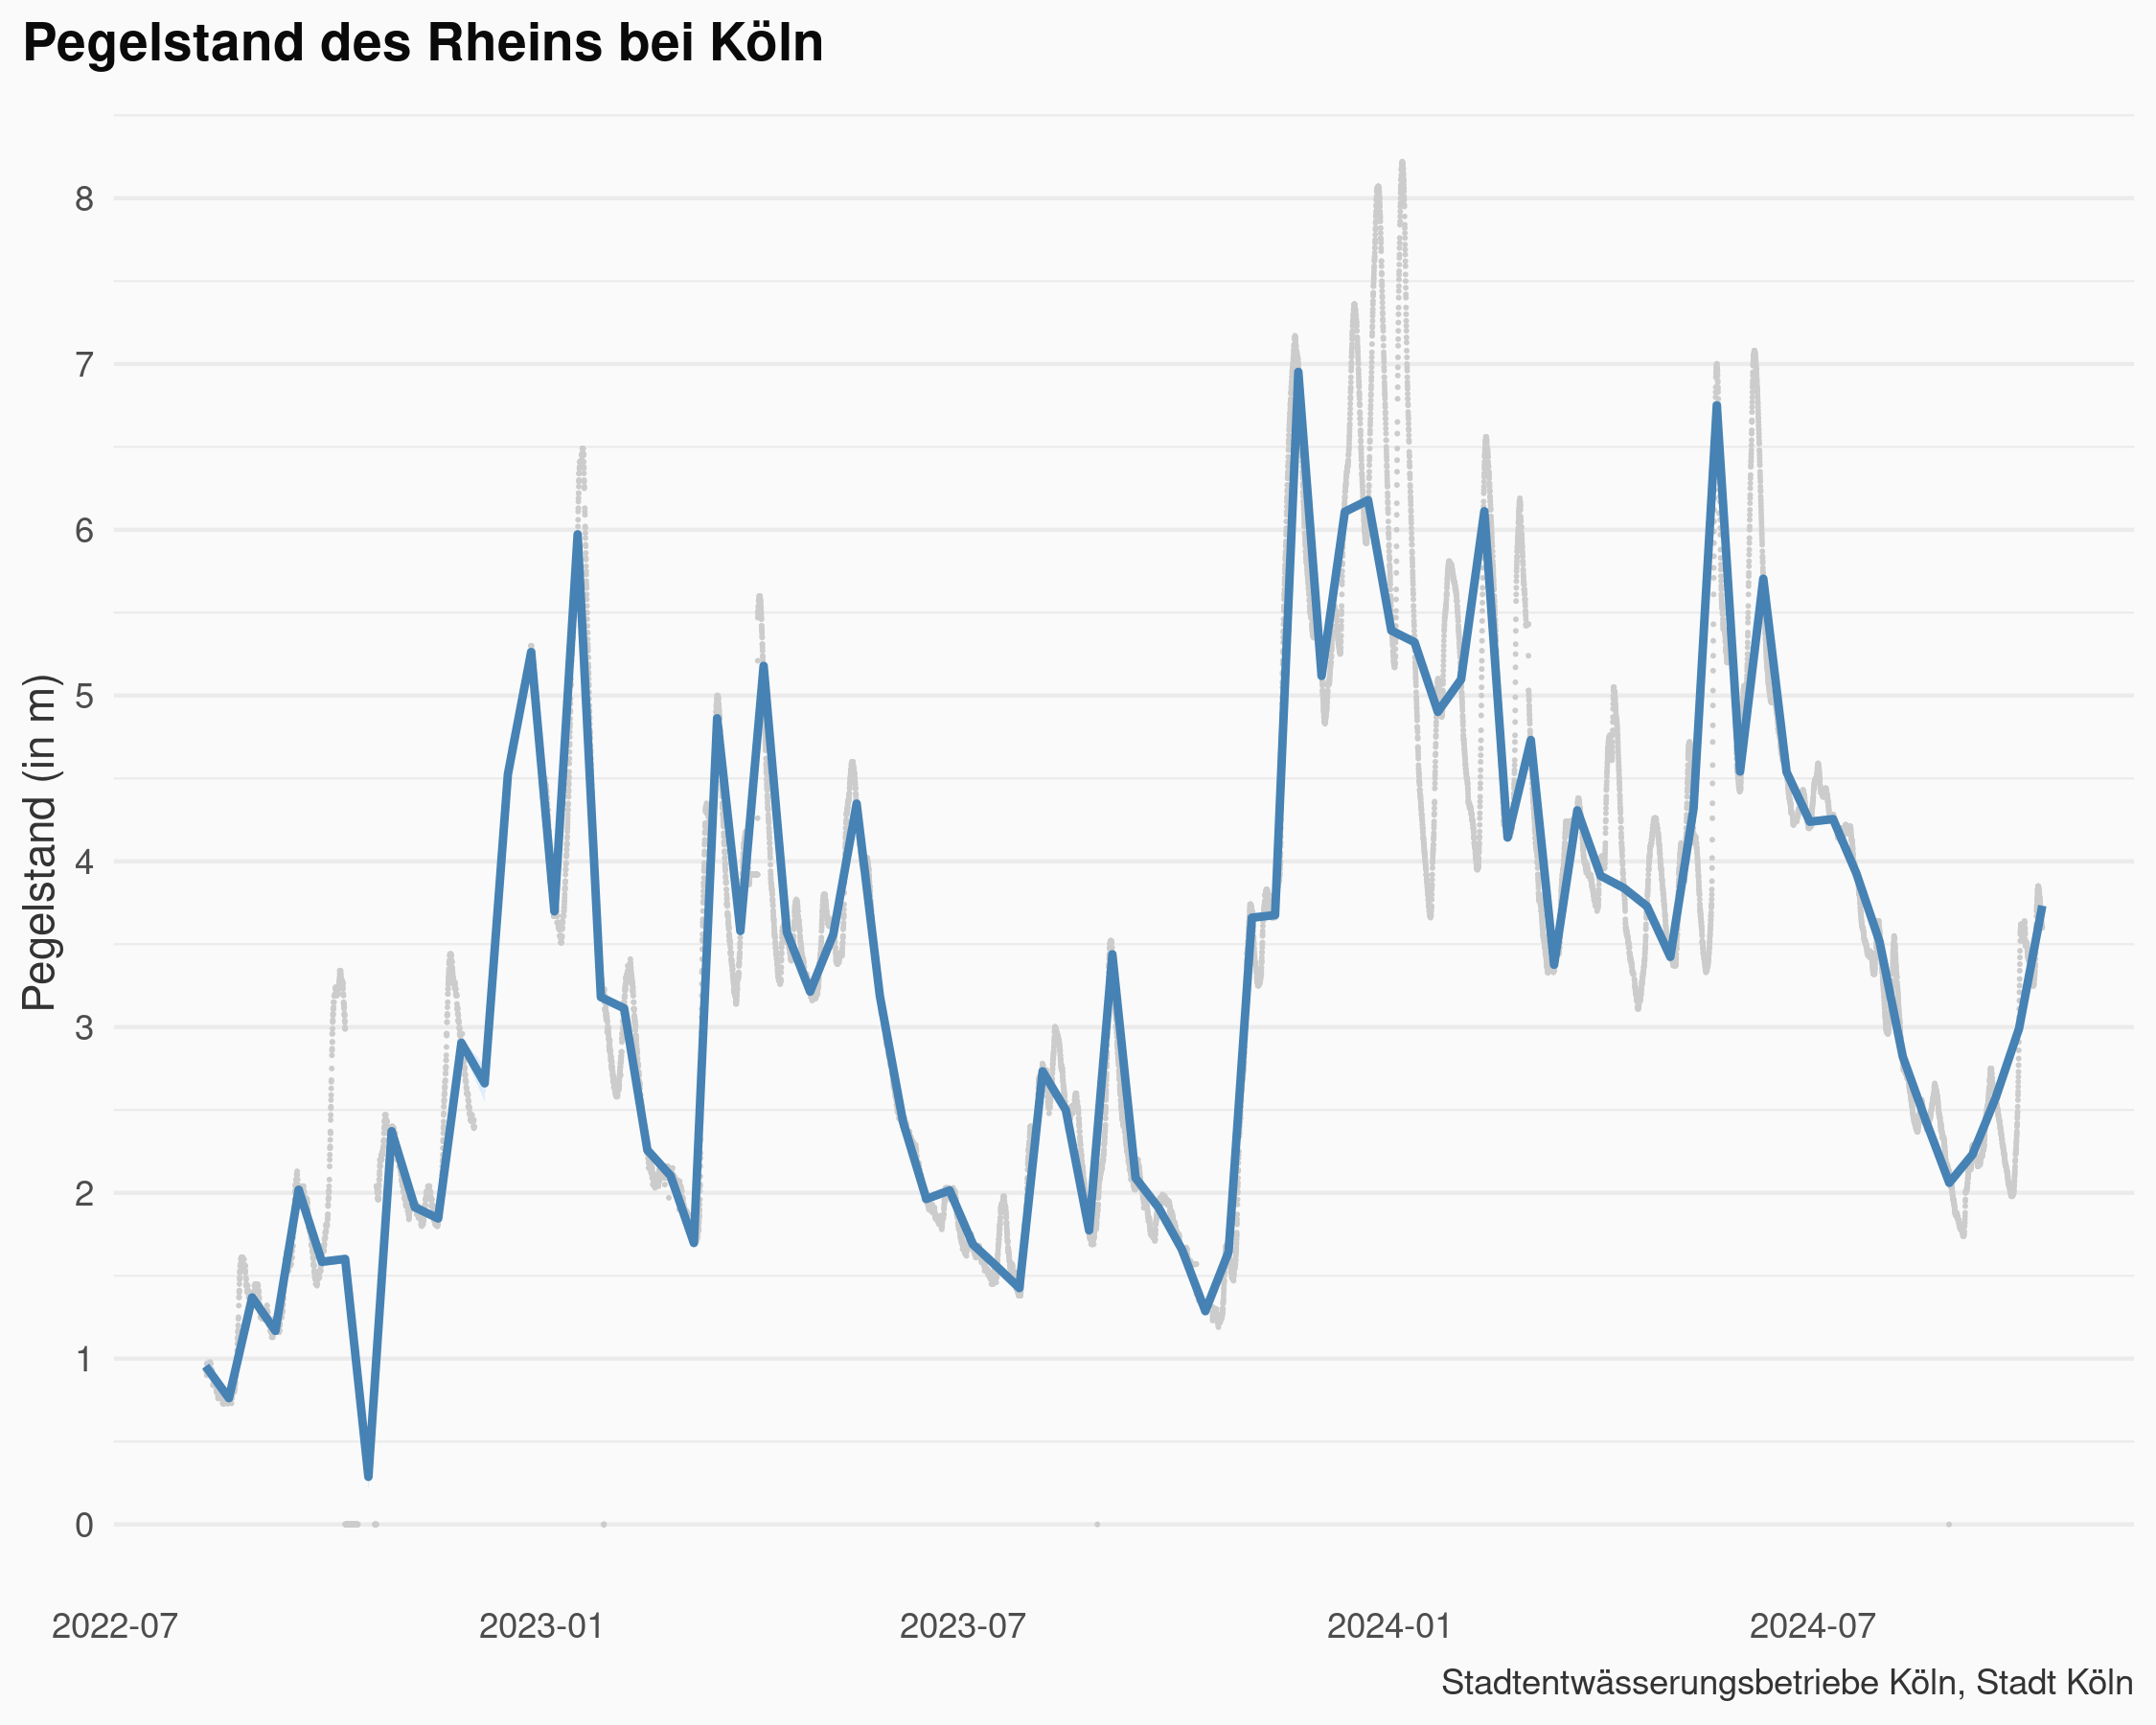 Pegelstand des Rheins bei Köln
Pegelstand (in m)
8
7
6
5
4
3
2
1
0
2022-07 2023-01 2023-07 2024-01 2024-07
Stadtentwässerungsbetriebe Köln, Stadt Köln